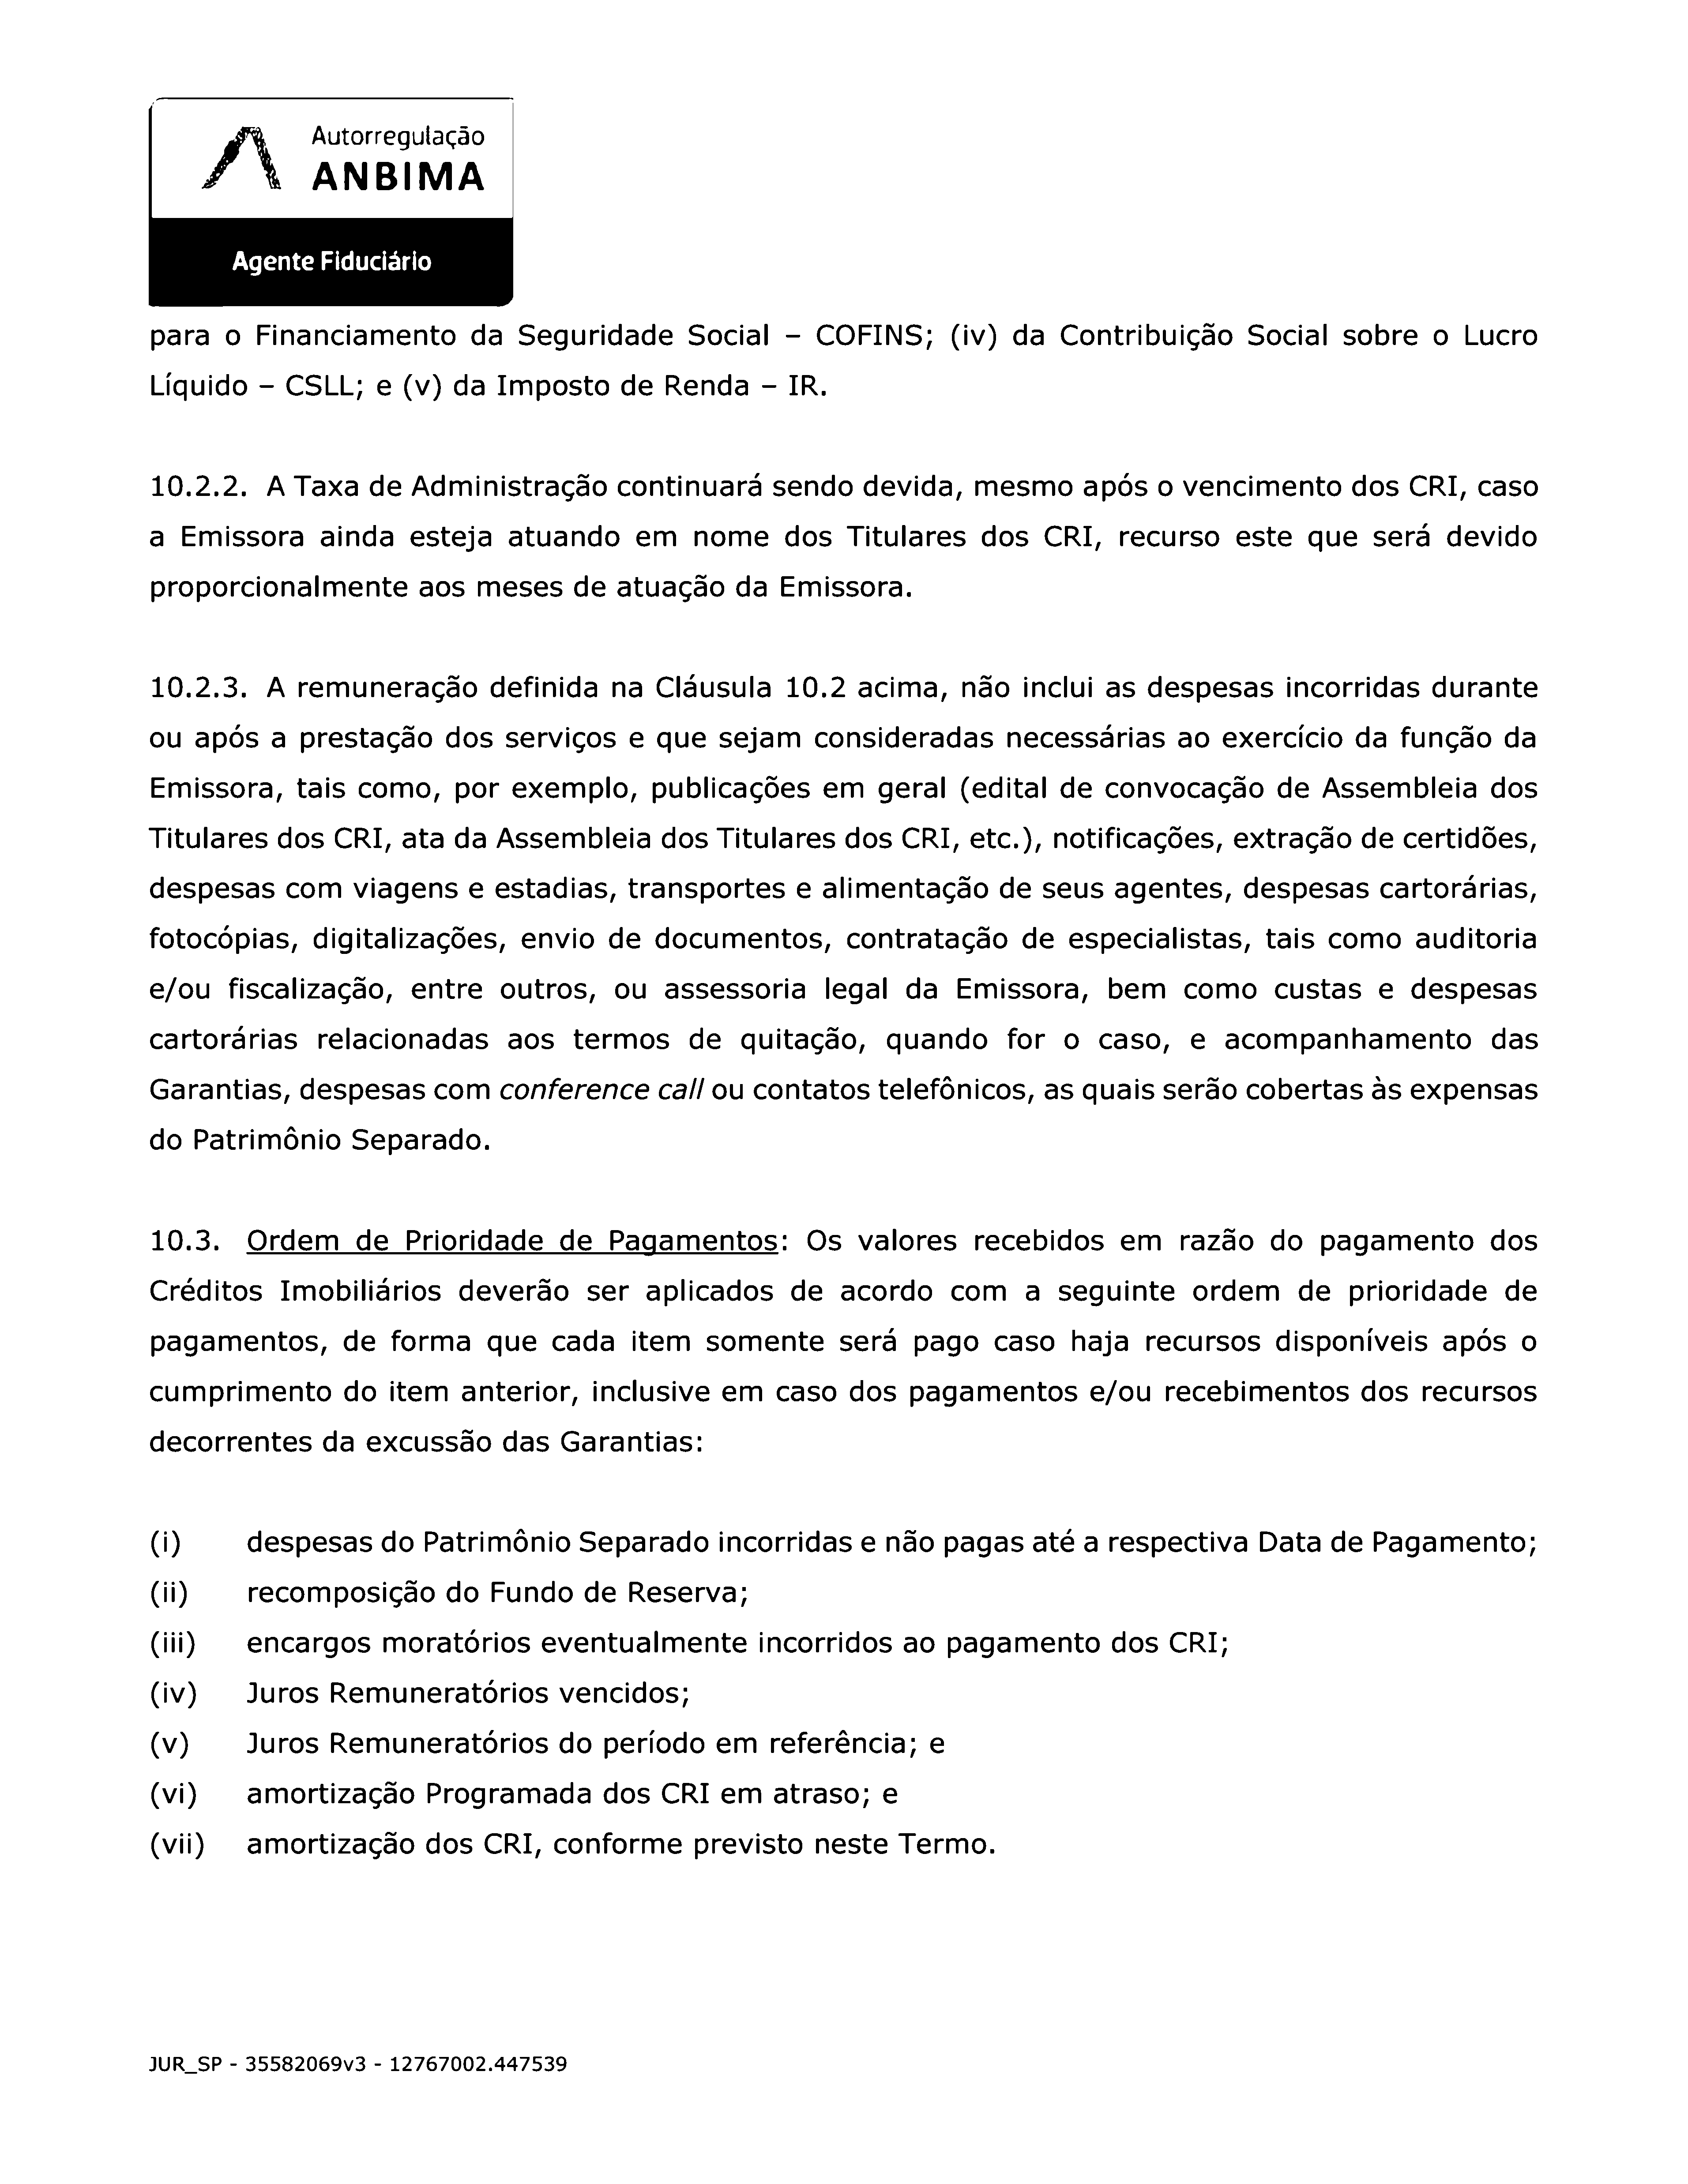 Autorregulação
ANBIMA
Agente Fiduciário
para o Financiamento da Seguridade Social – COFINS; (iv) da Contribuição Social sobre o Lucro
Líquido – CSLL; e (v) da Imposto de Renda – IR.
10.2.2. A Taxa de Administração continuará sendo devida, mesmo após o vencimento dos CRI, caso
a Emissora ainda esteja atuando em nome dos Titulares dos CRI, recurso este que será devido
proporcionalmente aos meses de atuação da Emissora.
10.2.3. A remuneração definida na Cláusula 10.2 acima, não inclui as despesas incorridas durante
ou após a prestação dos serviços e que sejam consideradas necessárias ao exercício da função da
Emissora, tais como, por exemplo, publicações em geral (edital de convocação de Assembleia dos
Titulares dos CRI, ata da Assembleia dos Titulares dos CRI, etc.), notificações, extração de certidões,
despesas com viagens e estadias, transportes e alimentação de seus agentes, despesas cartorárias,
fotocópias, digitalizações, envio de documentos, contratação de especialistas, tais como auditoria
e/ou fiscalização, entre outros, ou assessoria legal da Emissora, bem como custas e despesas
cartorárias relacionadas aos termos de quitação, quando for o caso, e acompanhamento das
Garantias, despesas com conference call ou contatos telefônicos, as quais serão cobertas às expensas
do Patrimônio Separado.
10.3. Ordem de Prioridade de Pagamentos: Os valores recebidos em razão do pagamento dos
Créditos Imobiliários deverão ser aplicados de acordo com a seguinte ordem de prioridade de
pagamentos, de forma que cada item somente será pago caso haja recursos disponíveis após o
cumprimento do item anterior, inclusive em caso dos pagamentos e/ou recebimentos dos recursos
decorrentes da excussão das Garantias:
(i) despesas do Patrimônio Separado incorridas e não pagas até a respectiva Data de Pagamento;
(ii) recomposição do Fundo de Reserva;
(iii) encargos moratórios eventualmente incorridos ao pagamento dos CRI;
(iv) Juros Remuneratórios vencidos;
(v) Juros Remuneratórios do período em referência; e
(vi) amortização Programada dos CRI em atraso; e
(vii) amortização dos CRI, conforme previsto neste Termo.
JUR_SP - 35582069v3 - 12767002.447539